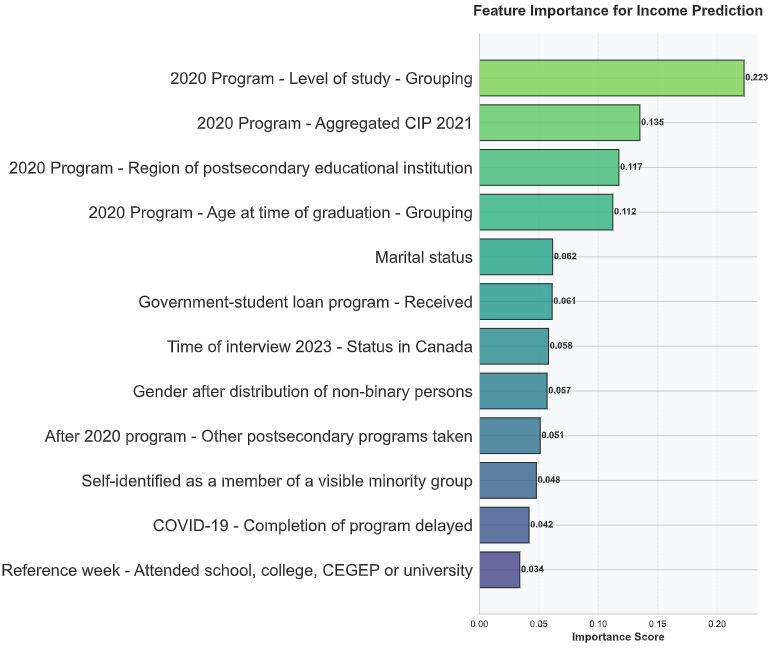 Feature Importance for Income Prediction
2020 Program - Level of study - Grouping
0.223
2020 Program - Aggregated CIP 2021
0.135
2020 Program - Region of postsecondary educational institution
0.117
2020 Program - Age at time of graduation - Grouping
0.112
Marital status
0.062
Government-student loan program - Received
0.061
Time of interview 2023 - Status in Canada
0.058
Gender after distribution of non-binary persons
0.057
After 2020 program - Other postsecondary programs taken
0.051
Self-identified as a member of a visible minority group
0.048
COVID-19 - Completion of program delayed
0.042
Reference week - Attended school, college, CEGEP or university
0.034
0.00 0.05 0.10 0.15 0.20
Importance Score